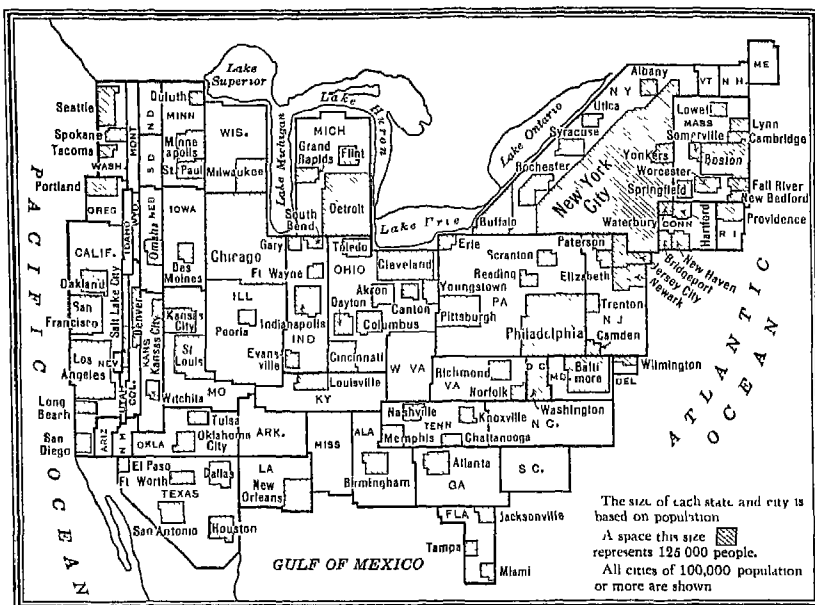 Lake
Superior
Lake Michigan
Lake Huron
Lake Ontario
Lake Erie
PACIFIC OCEAN
ATLANTIC OCEAN
GULF OF MEXICO
Seattle
Spokane
Tacoma
WASH.
Portland
OREG
CALIF.
Oakland
San
Francisco
Los
Angeles
Long
Beach
San
Diego
NEV
IDAHO
MONT
WYO
Salt Lake City
UTAH
ARIZ
Denver
COL.
N M
N D
S D
NEB
Omaha
KANS
Kansas City
Witchita
Duluth
MINN
Minne
apolis
St. Paul
IOWA
Des
Moines
Kansas
City
St
Louis
MO
WIS.
Milwaukee
Chicago
ILL
Peoria
MICH
Grand
Rapids
Flint
Detroit
South
Bend
Gary
Ft Wayne
Indianapolis
IND
Evans
ville
Toledo
OHIO
Cleveland
Akron
Canton
Youngstown
Dayton
Columbus
Cincinnati
Louisville
KY
W VA
Erie
Scranton
Reading
PA
Pittsburgh
Philadelphia
Buffalo
Rochester
Syracuse
Utica
Albany
N Y
New York
City
Yonkers
VT
N H.
ME
Lowell
MASS
Somerville
Lynn
Cambridge
Boston
Worcester
Springfield
Fall River
New Bedford
Waterbury
CONN
Hartford
R I
Providence
New Haven
Bridgeport
Jersey City
Newark
Paterson
Elizabeth
Trenton
N J
Camden
Wilmington
DEL
Balti
more
MD
D C
Washington
Richmond
VA
Norfolk
N C.
S C.
Nashville
TENN
Knoxville
Memphis
Chattanooga
Atlanta
GA
ALA
Birmingham
MISS
ARK.
LA
New
Orleans
Tulsa
Oklahoma
City
OKLA
El Paso
Ft
Worth
Dallas
TEXAS
San Antonio
Houston
FLA
Jacksonville
Tampa
Miami
The size of each state and city is
based on population
A space this size
represents 125 000 people.
All cities of 100,000 population
or more are shown